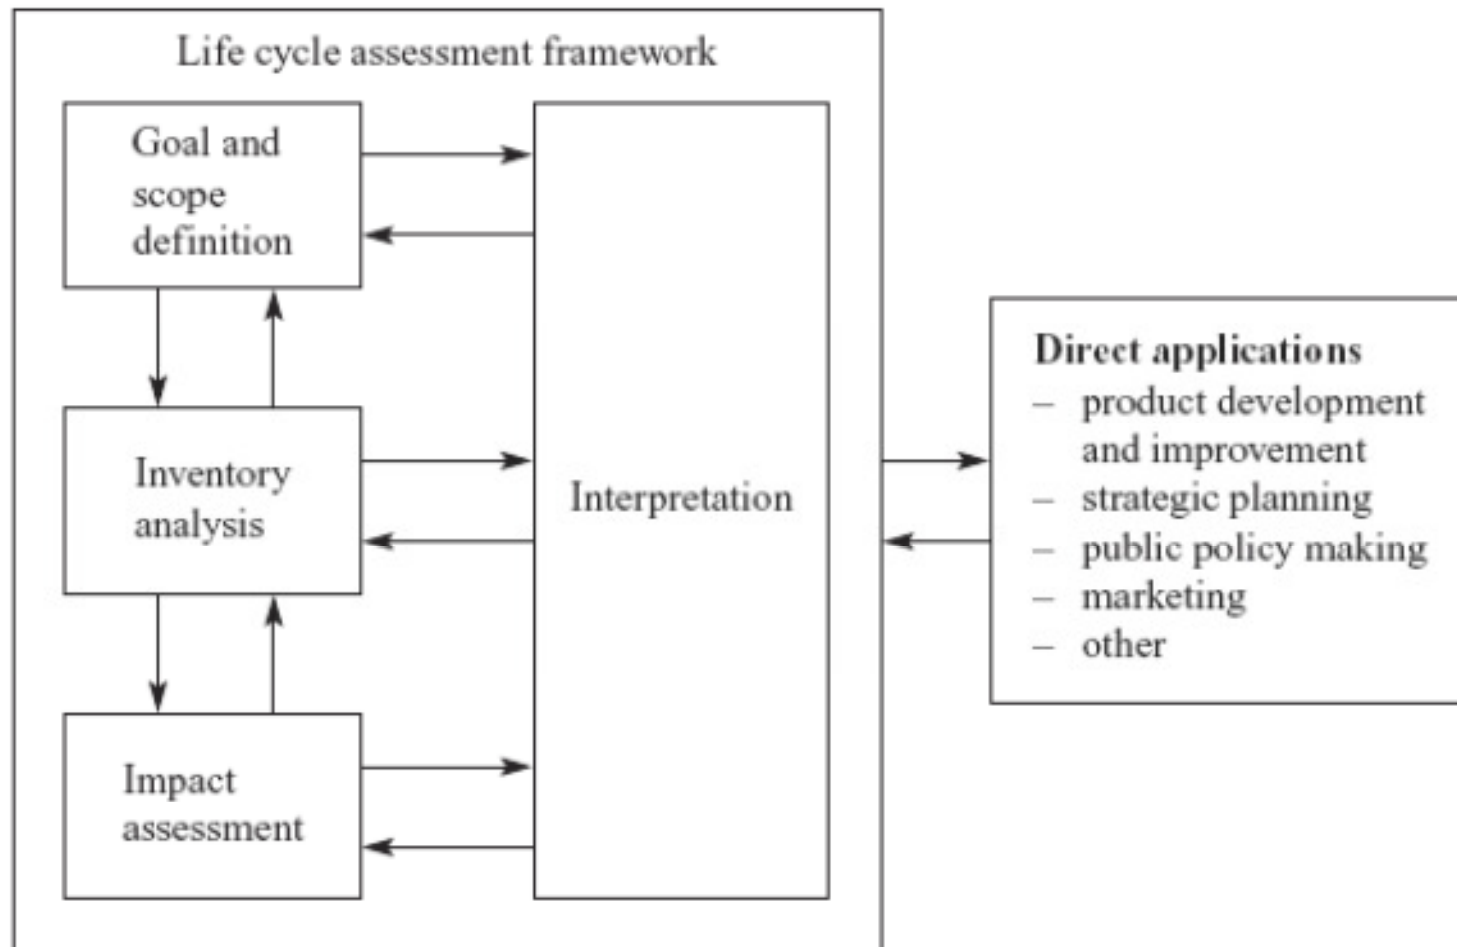 Life cycle assessment framework
Goal and
scope
definition
Inventory
analysis
Impact
assessment
Interpretation
Direct applications
– product development
and improvement
– strategic planning
– public policy making
– marketing
– other